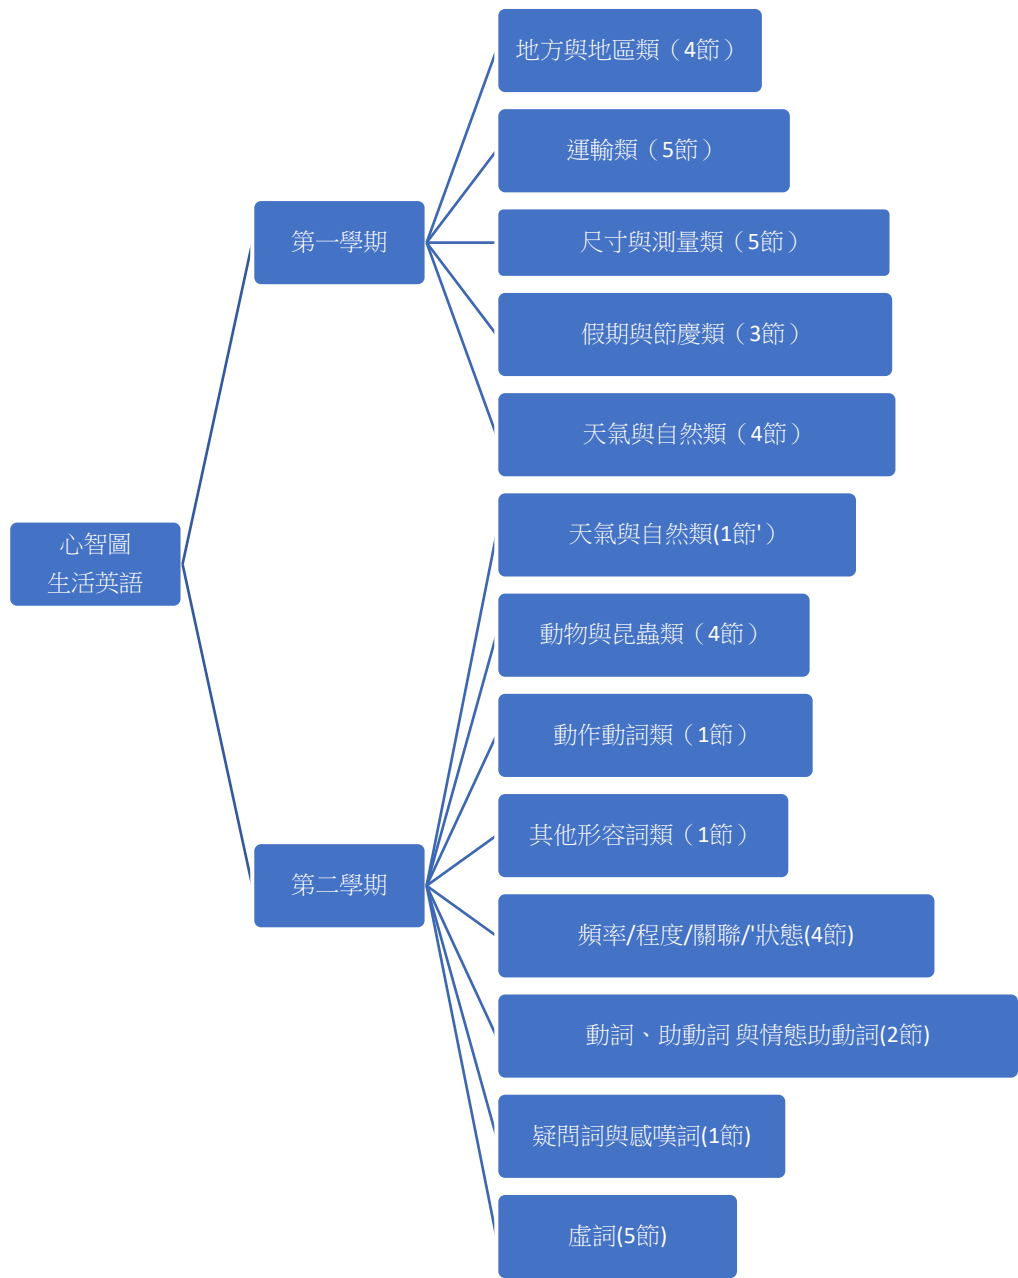 心智圖
生活英語
第一學期
地方與地區類（4節）
運輸類（5節）
尺寸與測量類（5節）
假期與節慶類（3節）
天氣與自然類（4節）
第二學期
天氣與自然類(1節'）
動物與昆蟲類（4節）
動作動詞類（1節）
其他形容詞類（1節）
頻率/程度/關聯/'狀態(4節)
動詞、助動詞 與情態助動詞(2節)
疑問詞與感嘆詞(1節)
虛詞(5節)